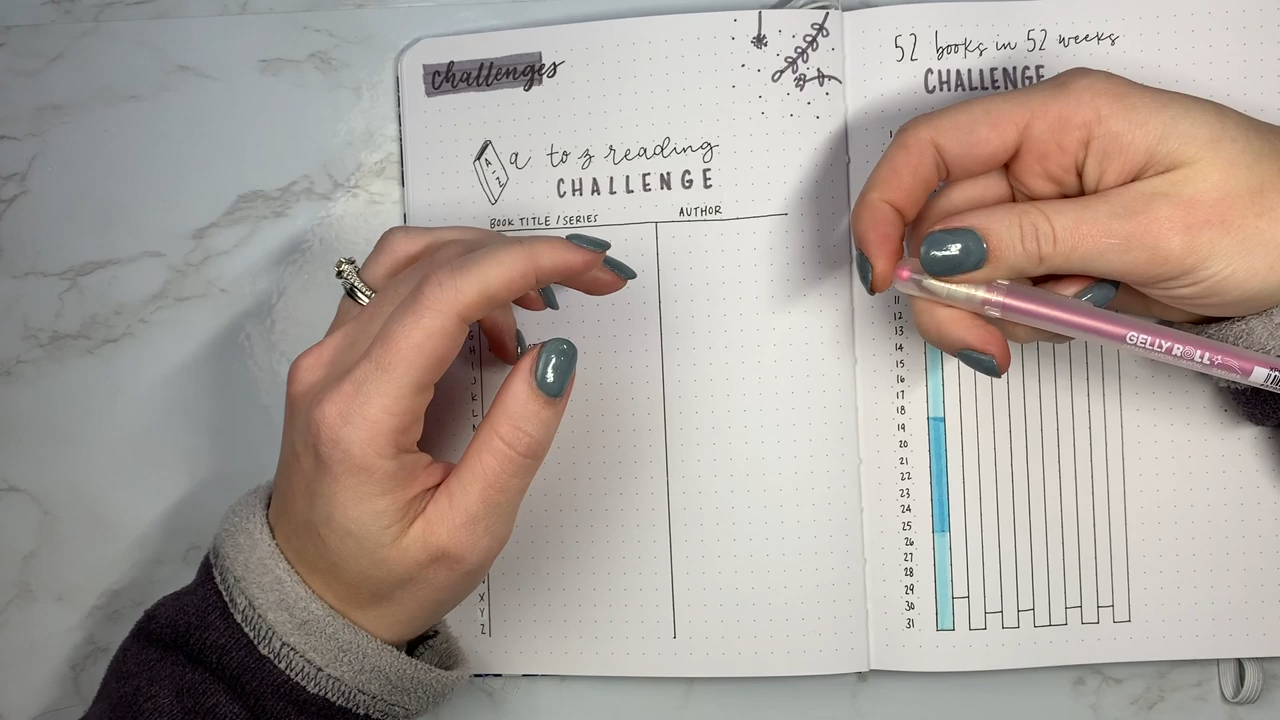 challenges
a to z reading
CHALLENGE
A-Z
BOOK TITLE / SERIES
AUTHOR
G
H
I
J
K
L
X
Y
Z
52 books in 52 weeks
CHALLENGE
1
11
12
13
14
15
16
17
18
19
20
21
22
23
24
25
26
27
28
29
30
31
GELLY ROLL